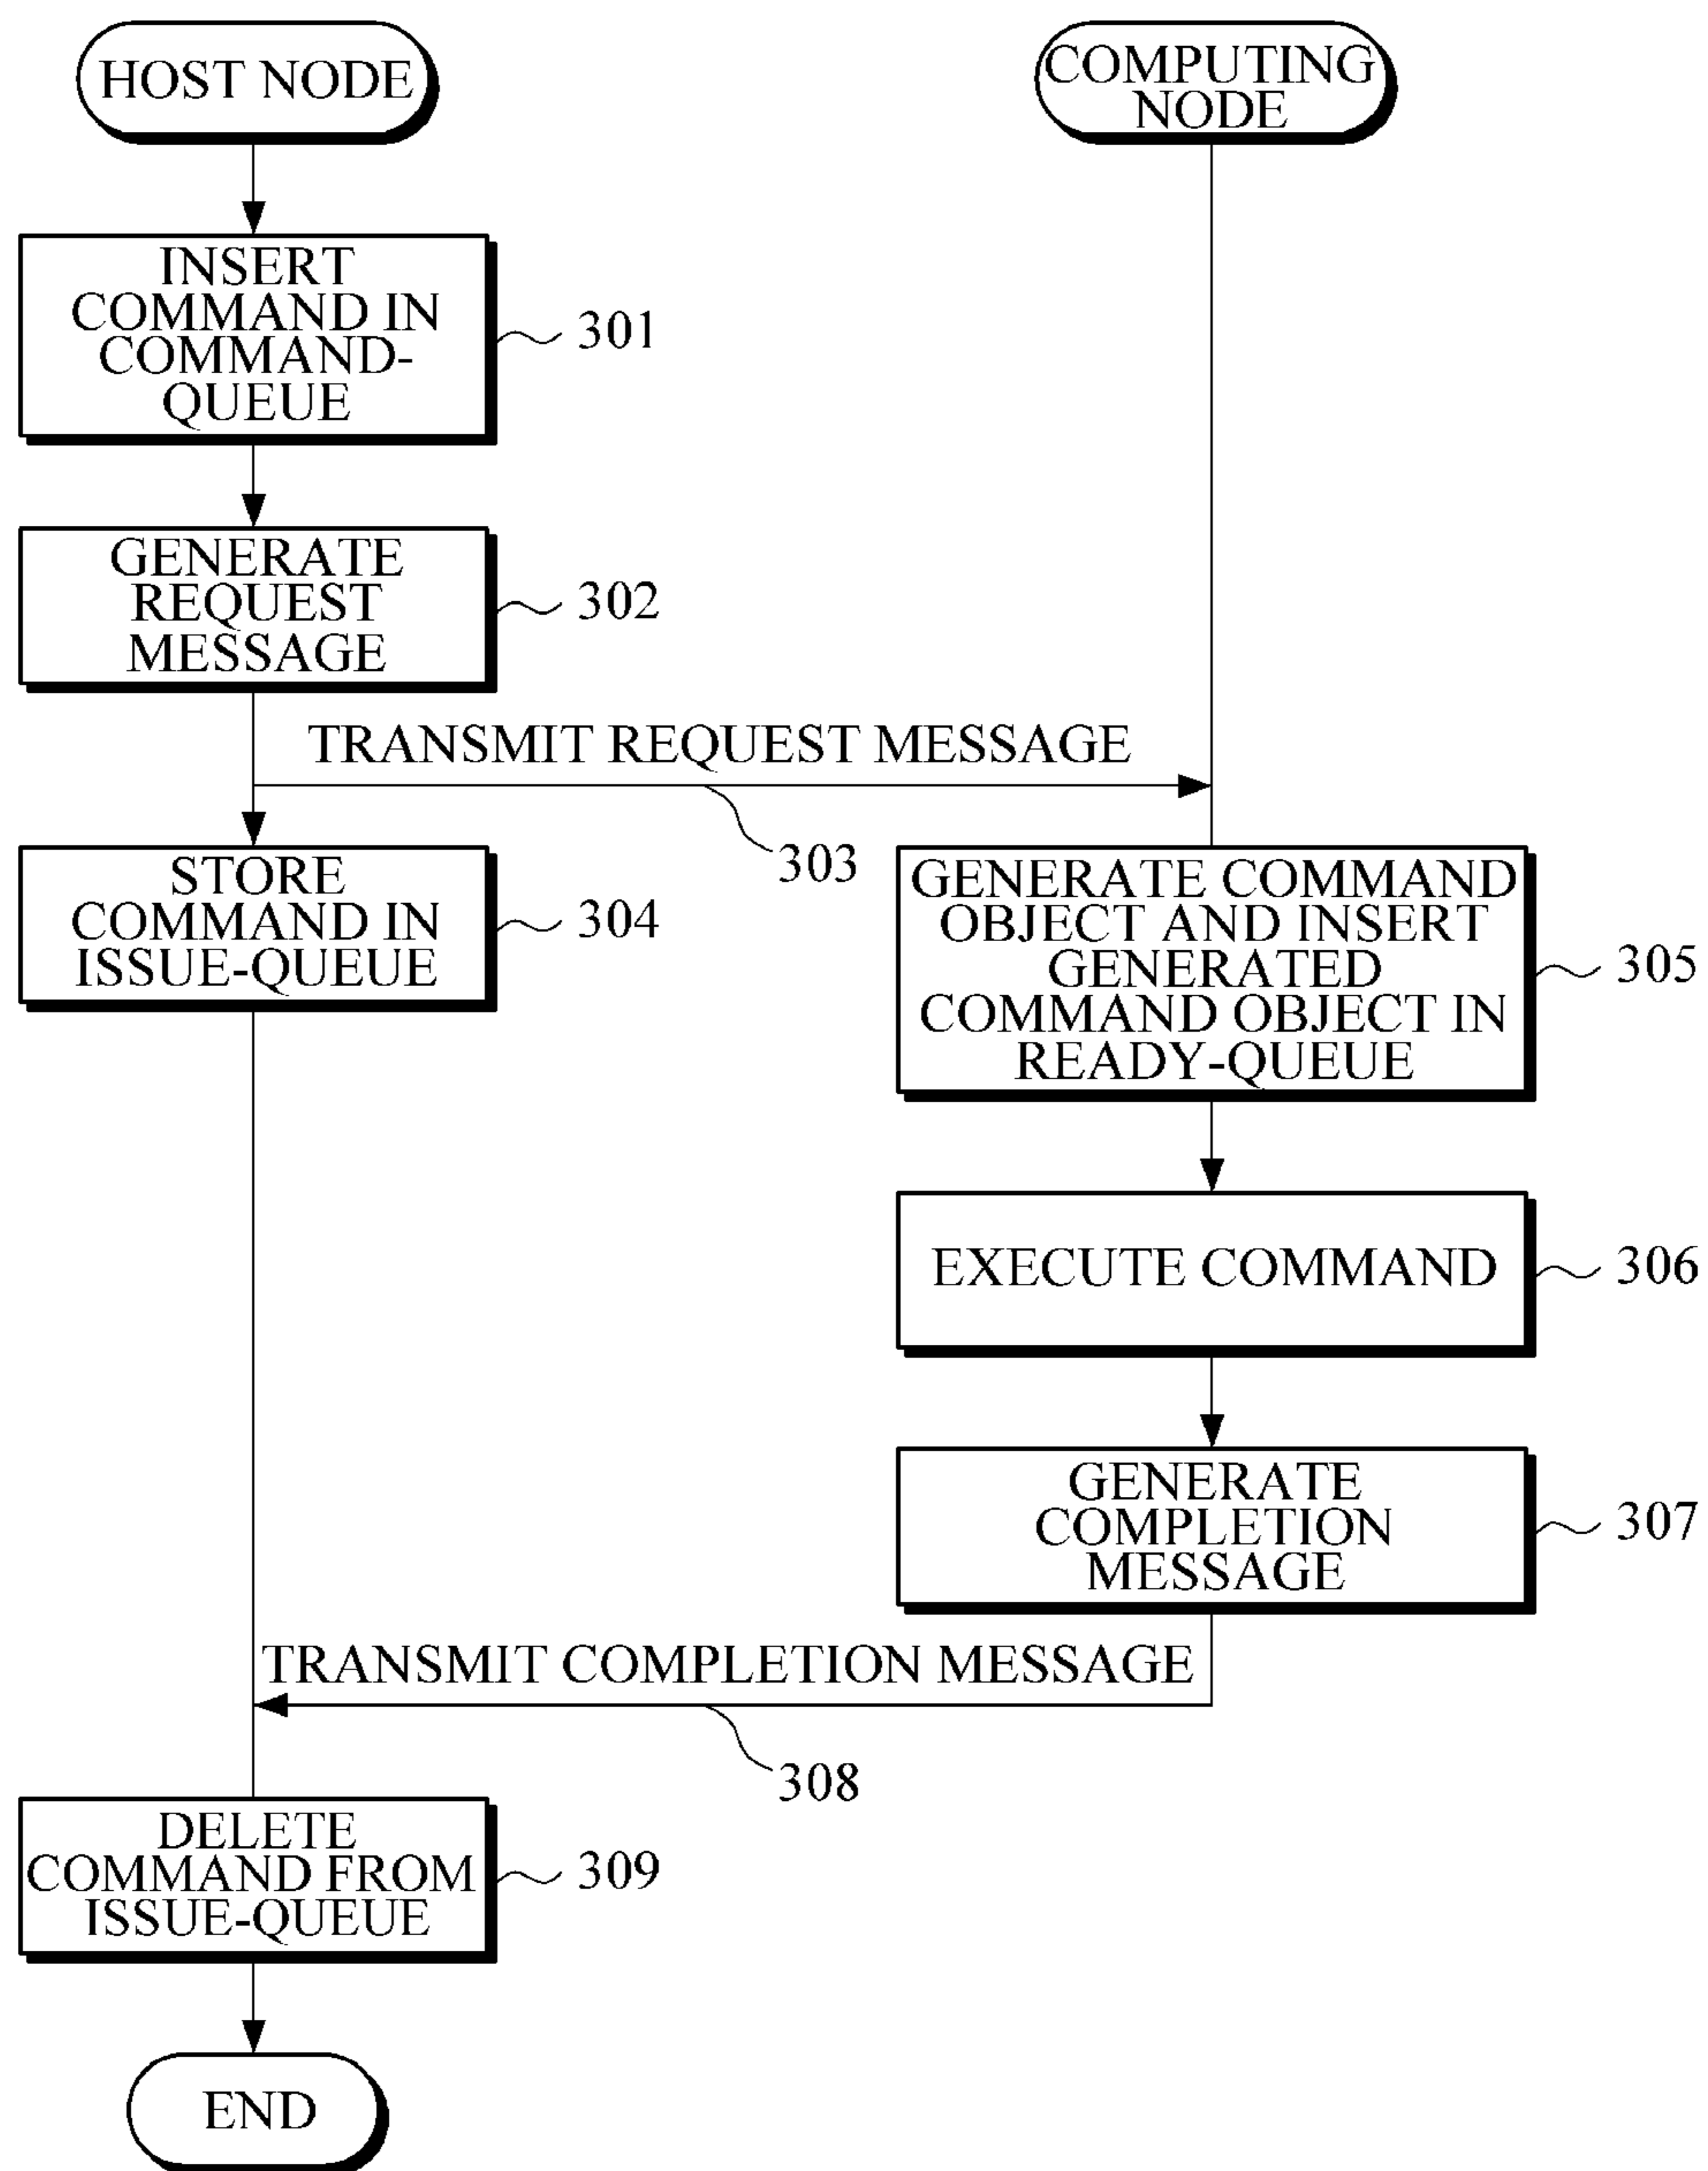 HOST NODE
COMPUTING
NODE
INSERT
COMMAND IN
COMMAND-
QUEUE
301
GENERATE
REQUEST
MESSAGE
302
TRANSMIT REQUEST MESSAGE
303
STORE
COMMAND IN
ISSUE-QUEUE
304
GENERATE COMMAND
OBJECT AND INSERT
GENERATED
COMMAND OBJECT IN
READY-QUEUE
305
EXECUTE COMMAND
306
GENERATE
COMPLETION
MESSAGE
307
TRANSMIT COMPLETION MESSAGE
308
DELETE
COMMAND FROM
ISSUE-QUEUE
309
END